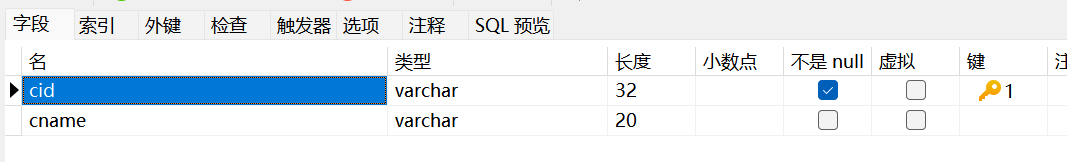 字段 索引 外键 检查 触发器 选项 注释 SQL 预览
名 类型 长度 小数点 不是 null 虚拟 键 注
cid varchar 32 1
cname varchar 20